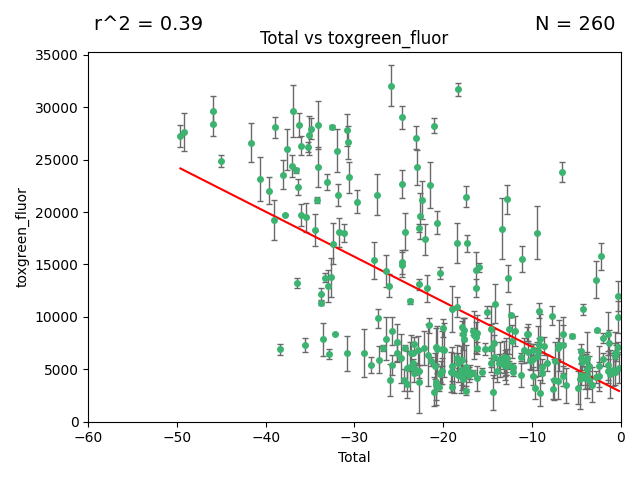 r^2 = 0.39 N = 260
Total vs toxgreen_fluor
35000
30000
25000
20000
15000
10000
5000
0
toxgreen_fluor
−60 −50 −40 −30 −20 −10 0
Total